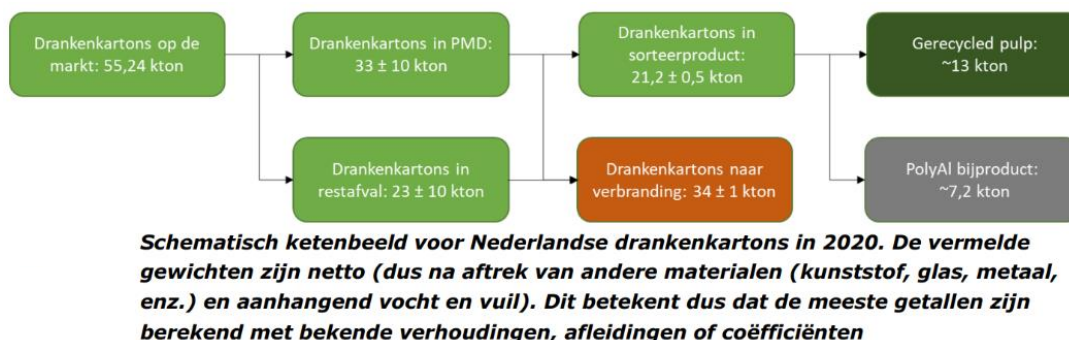 Drankenkartons op de
markt: 55,24 kton
Drankenkartons in PMD:
33 ± 10 kton
Drankenkartons in
sorteerproduct:
21,2 ± 0,5 kton
Gerecycled pulp:
~13 kton
Drankenkartons in
restafval: 23 ± 10 kton
Drankenkartons naar
verbranding: 34 ± 1 kton
PolyAl bijproduct:
~7,2 kton
Schematisch ketenbeeld voor Nederlandse drankenkartons in 2020. De vermelde
gewichten zijn netto (dus na aftrek van andere materialen (kunststof, glas, metaal,
enz.) en aanhangend vocht en vuil). Dit betekent dus dat de meeste getallen zijn
berekend met bekende verhoudingen, afleidingen of coëfficiënten